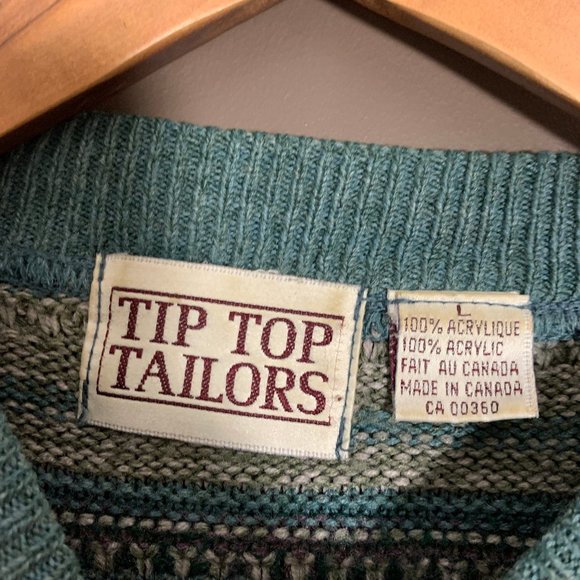 TIP TOP
TAILORS
L
100% ACRYLIQUE
100% ACRYLIC
FAIT AU CANADA
MADE IN CANADA
CA 00360